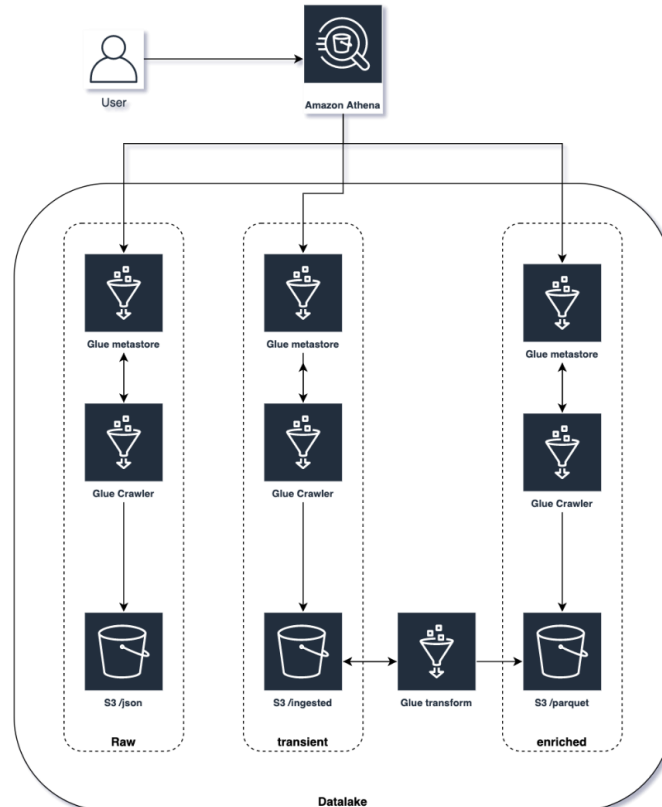 User
Amazon Athena
Glue metastore
Glue metastore
Glue metastore
Glue Crawler
Glue Crawler
Glue Crawler
S3 /json
S3 /ingested
Glue transform
S3 /parquet
Raw
transient
enriched
Datalake